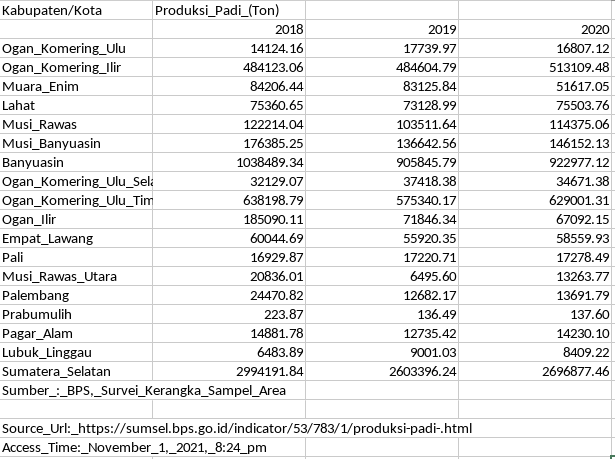 Kabupaten/Kota Produksi_Padi_(Ton)
2018 2019 2020
Ogan_Komering_Ulu 14124.16 17739.97 16807.12
Ogan_Komering_Ilir 484123.06 484604.79 513109.48
Muara_Enim 84206.44 83125.84 51617.05
Lahat 75360.65 73128.99 75503.76
Musi_Rawas 122214.04 103511.64 114375.06
Musi_Banyuasin 176385.25 136642.56 146152.13
Banyuasin 1038489.34 905845.79 922977.12
Ogan_Komering_Ulu_Sela 32129.07 37418.38 34671.38
Ogan_Komering_Ulu_Tim 638198.79 575340.17 629001.31
Ogan_Ilir 185090.11 71846.34 67092.15
Empat_Lawang 60044.69 55920.35 58559.93
Pali 16929.87 17220.71 17278.49
Musi_Rawas_Utara 20836.01 6495.60 13263.77
Palembang 24470.82 12682.17 13691.79
Prabumulih 223.87 136.49 137.60
Pagar_Alam 14881.78 12735.42 14230.10
Lubuk_Linggau 6483.89 9001.03 8409.22
Sumatera_Selatan 2994191.84 2603396.24 2696877.46
Sumber_:_BPS,_Survei_Kerangka_Sampel_Area
Source_Url:_https://sumsel.bps.go.id/indicator/53/783/1/produksi-padi-.html
Access_Time:_November_1,_2021,_8:24_pm